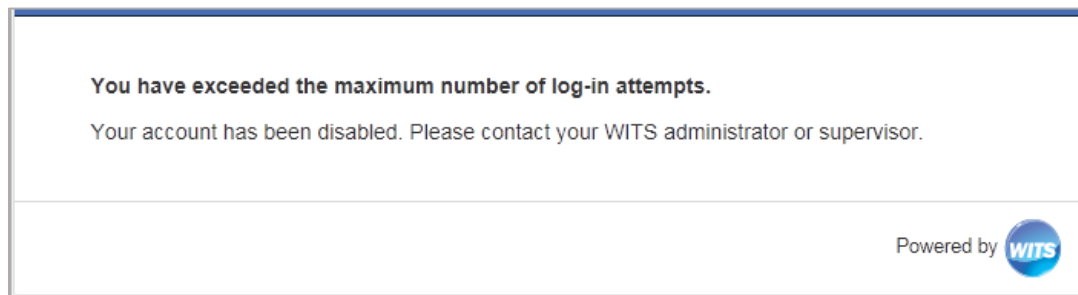 You have exceeded the maximum number of log-in attempts.
Your account has been disabled. Please contact your WITS administrator or supervisor.
Powered by WITS